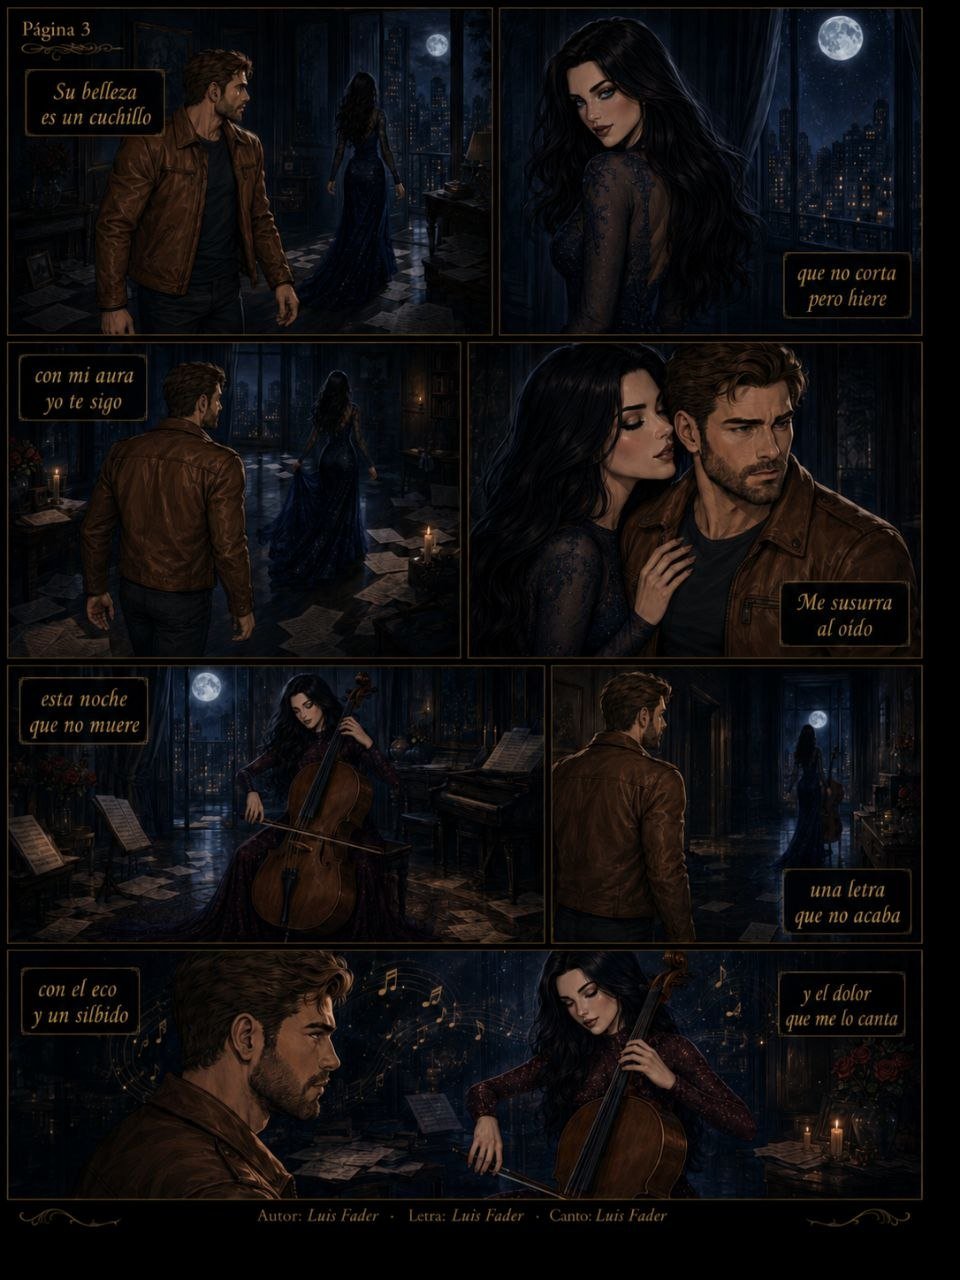 Página 3
Su belleza
es un cuchillo
que no corta
pero hiere
con mi aura
yo te sigo
Me susurra
al oído
esta noche
que no muere
una letra
que no acaba
con el eco
y un silbido
y el dolor
que me lo canta
Autor: Luis Fader · Letra: Luis Fader · Canto: Luis Fader